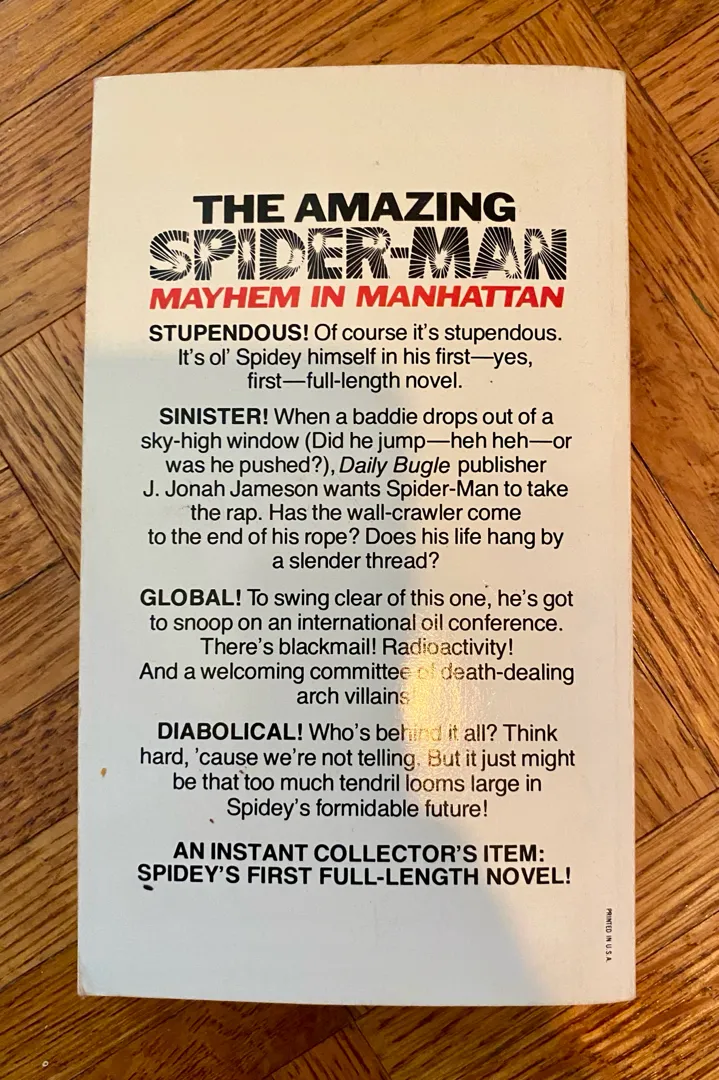 THE AMAZING
SPIDER-MAN
MAYHEM IN MANHATTAN
STUPENDOUS! Of course it's stupendous.
It's ol' Spidey himself in his first—yes,
first—full-length novel.
SINISTER! When a baddie drops out of a
sky-high window (Did he jump—heh heh—or
was he pushed?), Daily Bugle publisher
J. Jonah Jameson wants Spider-Man to take
the rap. Has the wall-crawler come
to the end of his rope? Does his life hang by
a slender thread?
GLOBAL! To swing clear of this one, he's got
to snoop on an international oil conference.
There's blackmail! Radioactivity!
And a welcoming committee of death-dealing
arch villains!
DIABOLICAL! Who's behind it all? Think
hard, 'cause we're not telling. But it just might
be that too much tendril looms large in
Spidey's formidable future!
AN INSTANT COLLECTOR'S ITEM:
SPIDEY'S FIRST FULL-LENGTH NOVEL!
PRINTED IN U.S.A.